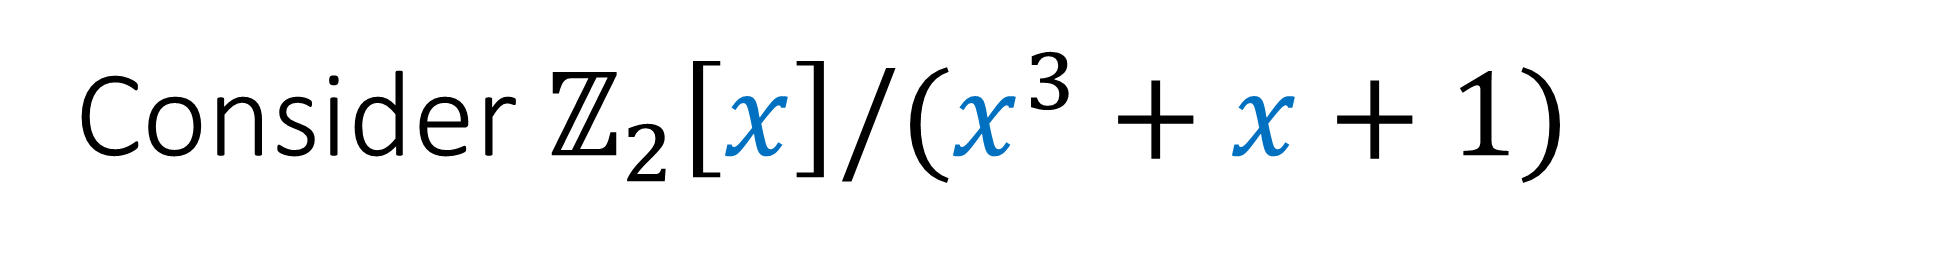 Consider ℤ₂[x]/(x³ + x + 1)